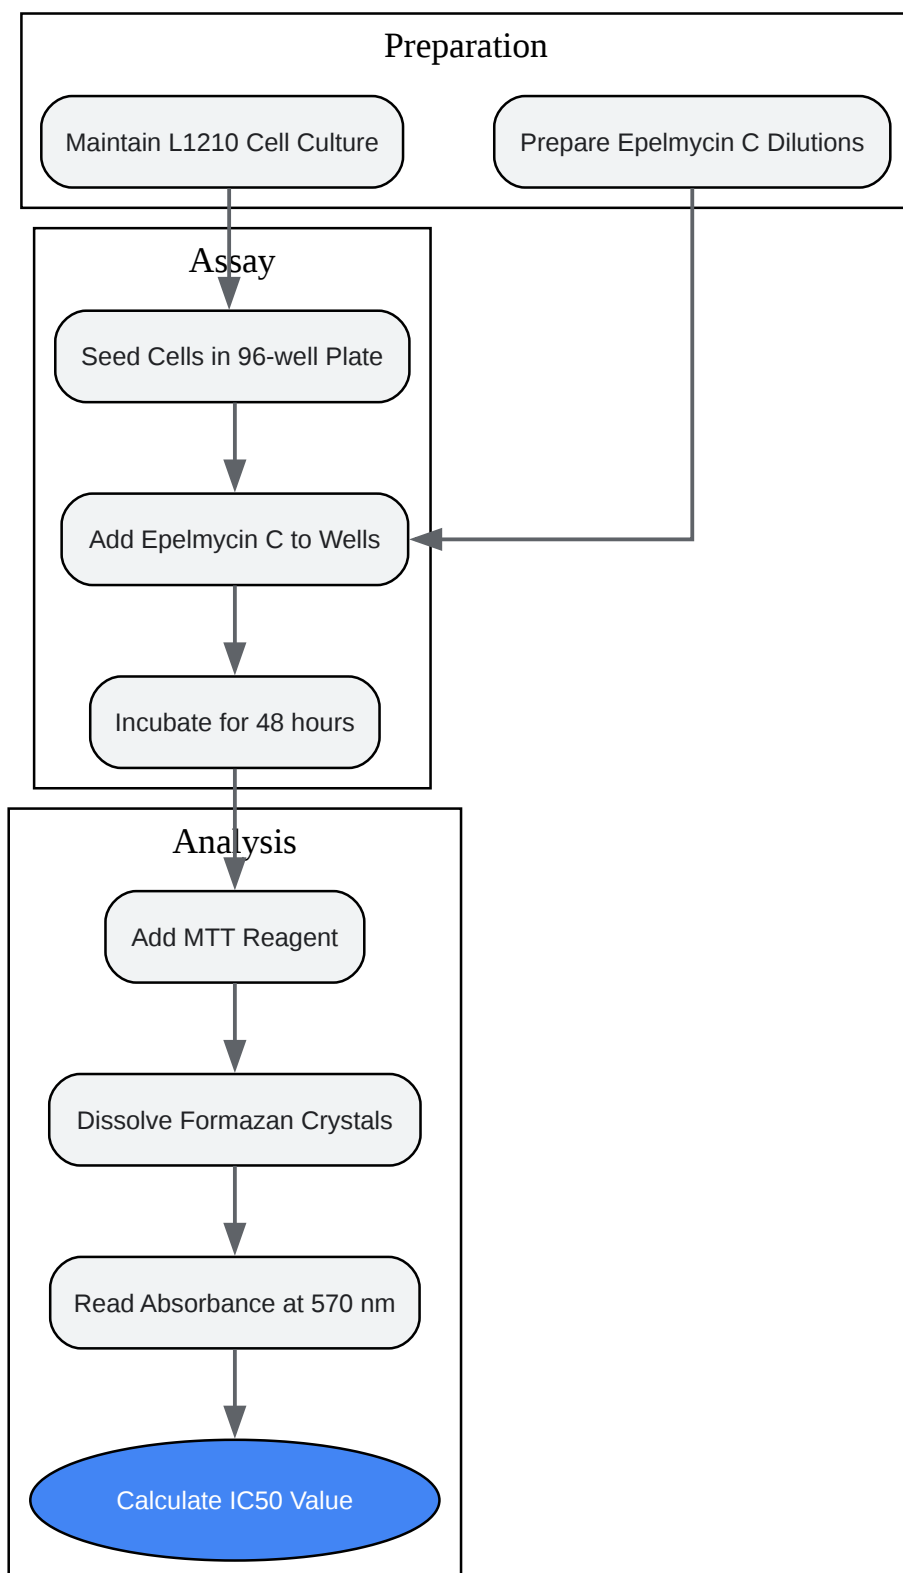 Preparation
Maintain L1210 Cell Culture
Prepare Epelmycin C Dilutions
Assay
Seed Cells in 96-well Plate
Add Epelmycin C to Wells
Incubate for 48 hours
Analysis
Add MTT Reagent
Dissolve Formazan Crystals
Read Absorbance at 570 nm
Calculate IC50 Value